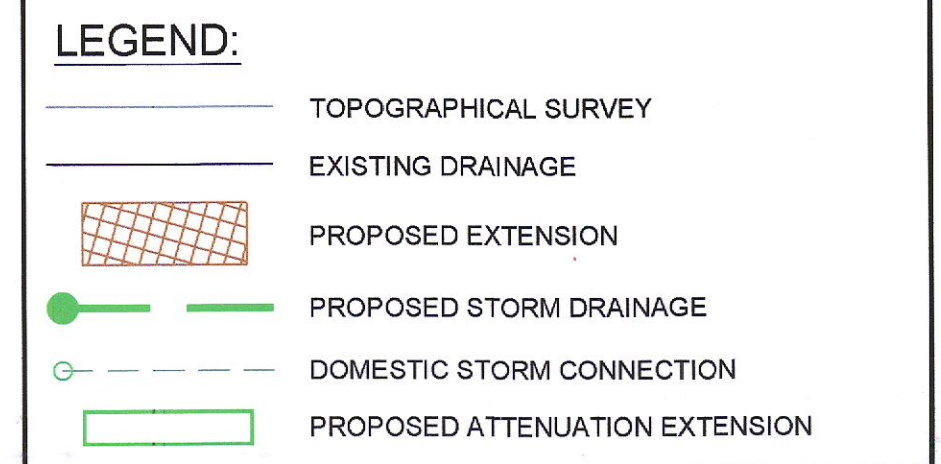 LEGEND:
TOPOGRAPHICAL SURVEY
EXISTING DRAINAGE
PROPOSED EXTENSION
PROPOSED STORM DRAINAGE
DOMESTIC STORM CONNECTION
PROPOSED ATTENUATION EXTENSION